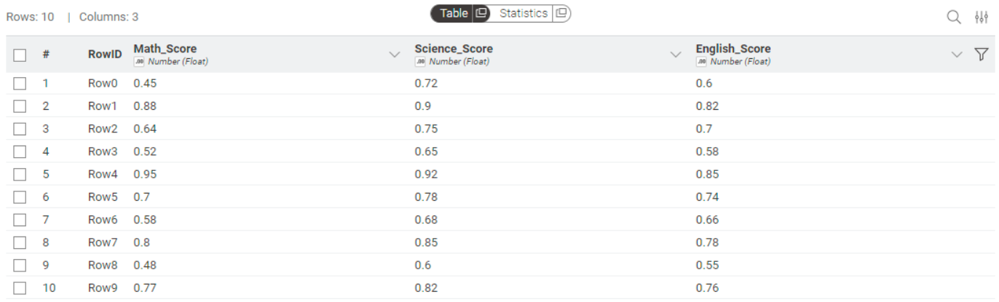 Rows: 10 | Columns: 3 Table Statistics
# RowID Math_Score Science_Score English_Score
.00 Number (Float) .00 Number (Float) .00 Number (Float)
1 Row0 0.45 0.72 0.6
2 Row1 0.88 0.9 0.82
3 Row2 0.64 0.75 0.7
4 Row3 0.52 0.65 0.58
5 Row4 0.95 0.92 0.85
6 Row5 0.7 0.78 0.74
7 Row6 0.58 0.68 0.66
8 Row7 0.8 0.85 0.78
9 Row8 0.48 0.6 0.55
10 Row9 0.77 0.82 0.76